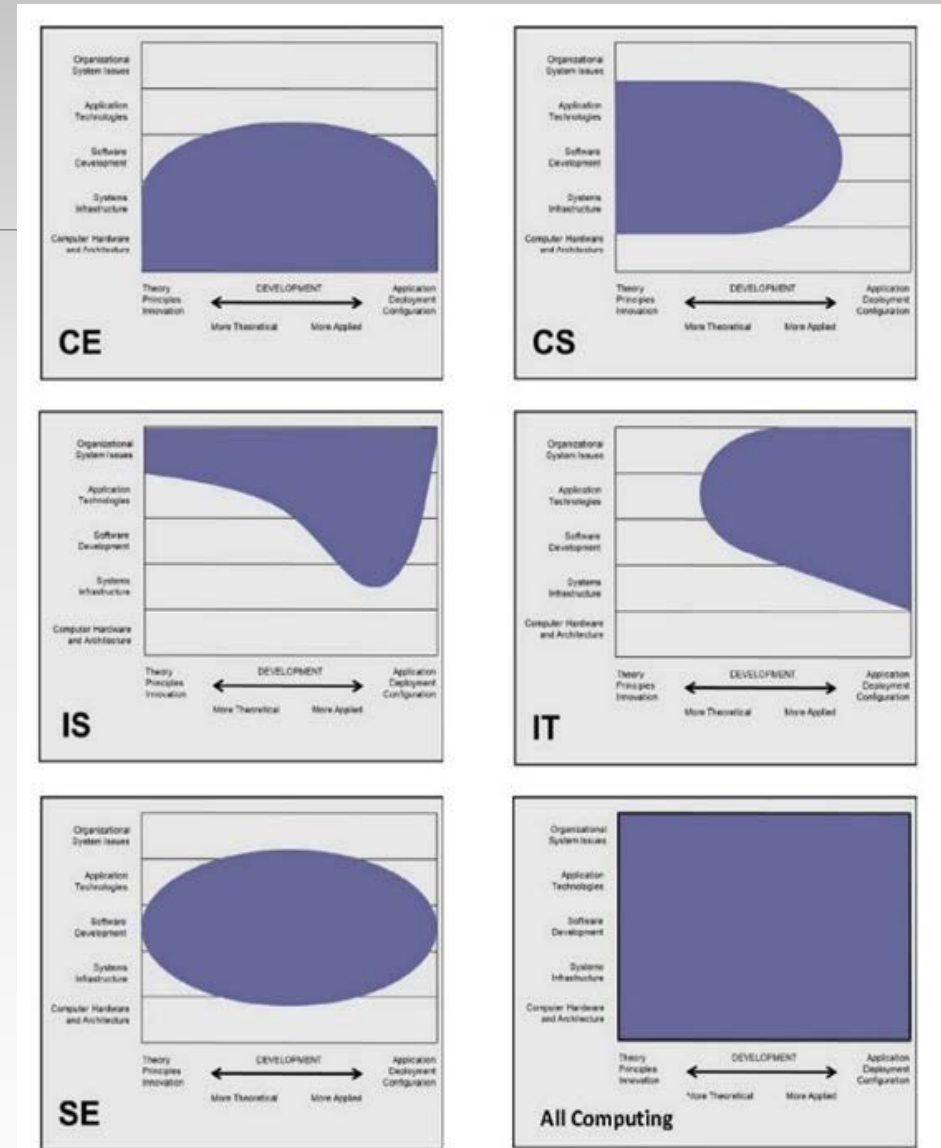 Organizational
System Issues
Application
Technologies
Software
Development
Systems
Infrastructure
Computer Hardware
and Architecture
Theory
Principles
Innovation
DEVELOPMENT
More Theoretical
More Applied
Application
Deployment
Configuration
CE
Organizational
System Issues
Application
Technologies
Software
Development
Systems
Infrastructure
Computer Hardware
and Architecture
Theory
Principles
Innovation
DEVELOPMENT
More Theoretical
More Applied
Application
Deployment
Configuration
CS
Organizational
System Issues
Application
Technologies
Software
Development
Systems
Infrastructure
Computer Hardware
and Architecture
Theory
Principles
Innovation
DEVELOPMENT
More Theoretical
More Applied
Application
Deployment
Configuration
IS
Organizational
System Issues
Application
Technologies
Software
Development
Systems
Infrastructure
Computer Hardware
and Architecture
Theory
Principles
Innovation
DEVELOPMENT
More Theoretical
More Applied
Application
Deployment
Configuration
IT
Organizational
System Issues
Application
Technologies
Software
Development
Systems
Infrastructure
Computer Hardware
and Architecture
Theory
Principles
Innovation
DEVELOPMENT
More Theoretical
More Applied
Application
Deployment
Configuration
SE
Organizational
System Issues
Application
Technologies
Software
Development
Systems
Infrastructure
Computer Hardware
and Architecture
Theory
Principles
Innovation
DEVELOPMENT
More Theoretical
More Applied
Application
Deployment
Configuration
All Computing